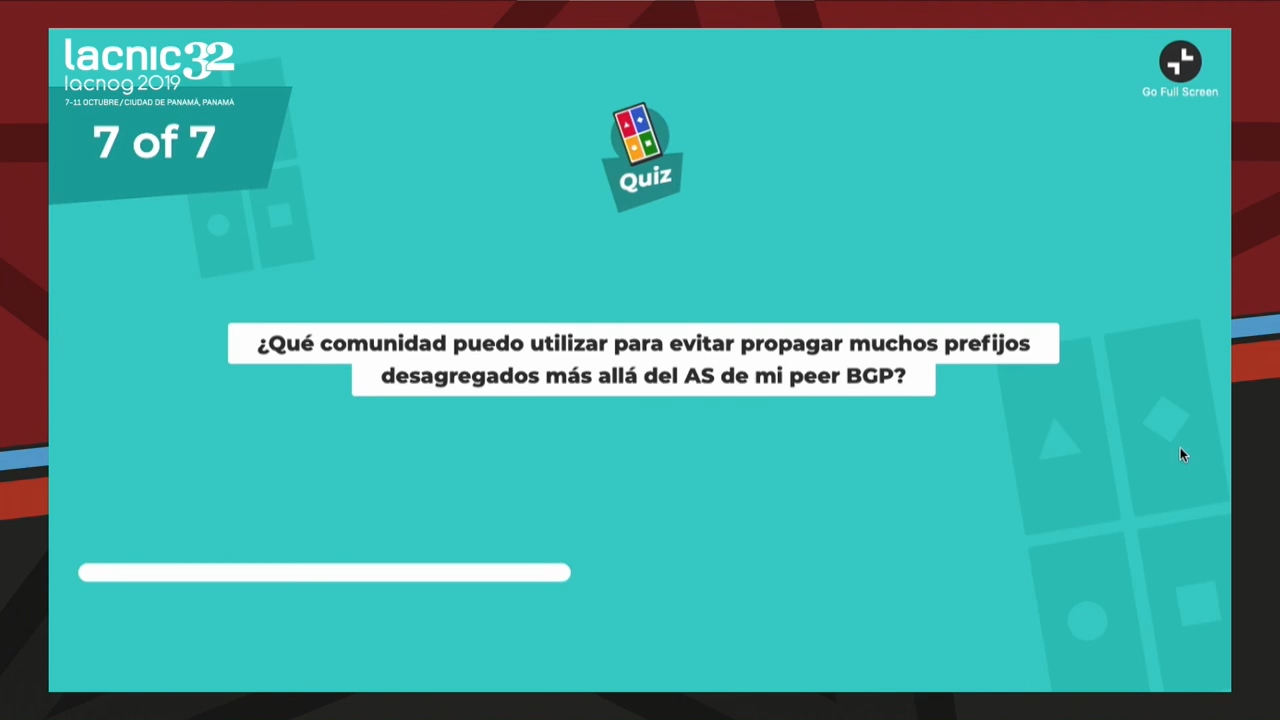 lacnic32
lacnog 2019
7-11 OCTUBRE / CIUDAD DE PANAMÁ, PANAMÁ
7 of 7
Go Full Screen
Quiz
¿Qué comunidad puedo utilizar para evitar propagar muchos prefijos
desagregados más allá del AS de mi peer BGP?